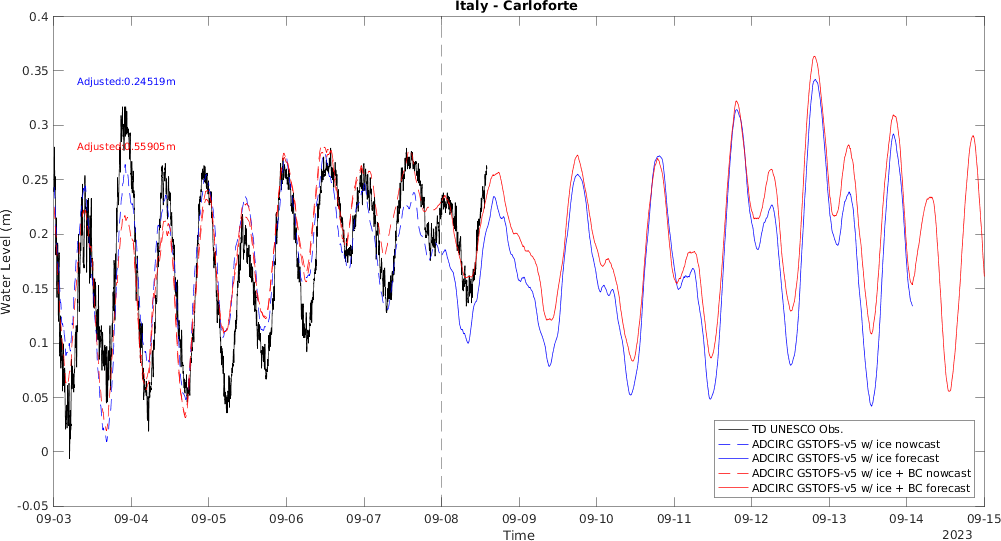 Italy - Carloforte
0.4
0.35
0.3
0.25
0.2
0.15
0.1
0.05
0
-0.05
Water Level (m)
Adjusted:0.24519m
Adjusted:0.55905m
TD UNESCO Obs.
ADCIRC GSTOFS-v5 w/ ice nowcast
ADCIRC GSTOFS-v5 w/ ice forecast
ADCIRC GSTOFS-v5 w/ ice + BC nowcast
ADCIRC GSTOFS-v5 w/ ice + BC forecast
09-03 09-04 09-05 09-06 09-07 09-08 09-09 09-10 09-11 09-12 09-13 09-14 09-15
Time
2023